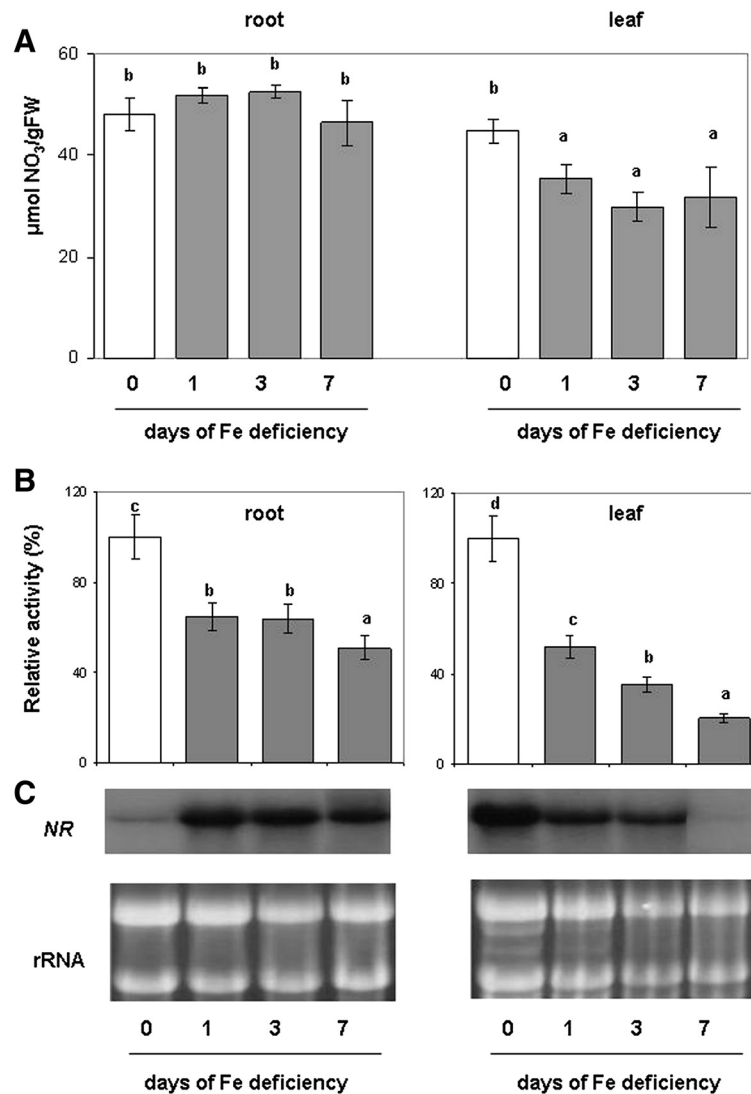 root leaf
A
60
40
20
0
µmol NO3/gFW
b b b b b a a a
0 1 3 7 0 1 3 7
days of Fe deficiency days of Fe deficiency
B
120
80
40
0
Relative activity (%)
root
c b b a
120
80
40
0
leaf
d c b a
C
NR
rRNA
0 1 3 7 0 1 3 7
days of Fe deficiency days of Fe deficiency